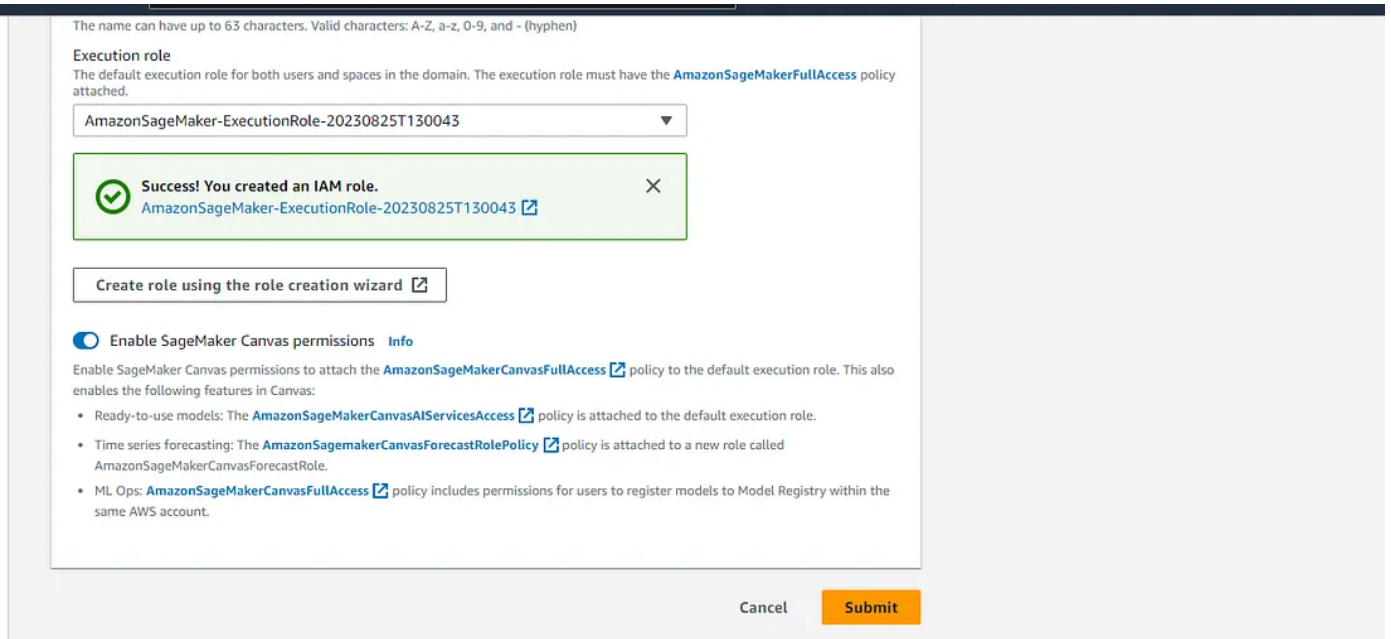 The name can have up to 63 characters. Valid characters: A-Z, a-z, 0-9, and - (hyphen)
Execution role
The default execution role for both users and spaces in the domain. The execution role must have the AmazonSageMakerFullAccess policy
attached.
AmazonSageMaker-ExecutionRole-20230825T130043
Success! You created an IAM role.
AmazonSageMaker-ExecutionRole-20230825T130043
Create role using the role creation wizard
Enable SageMaker Canvas permissions Info
Enable SageMaker Canvas permissions to attach the AmazonSageMakerCanvasFullAccess policy to the default execution role. This also
enables the following features in Canvas:
• Ready-to-use models: The AmazonSageMakerCanvasAIServicesAccess policy is attached to the default execution role.
• Time series forecasting: The AmazonSagemakerCanvasForecastRolePolicy policy is attached to a new role called
AmazonSageMakerCanvasForecastRole.
• ML Ops: AmazonSageMakerCanvasFullAccess policy includes permissions for users to register models to Model Registry within the
same AWS account.
Cancel Submit